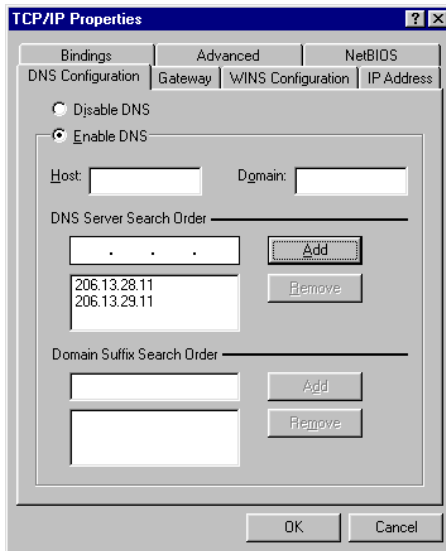 TCP/IP Properties
? ×
Bindings Advanced NetBIOS
DNS Configuration Gateway WINS Configuration IP Address
Disable DNS
Enable DNS
Host: Domain:
DNS Server Search Order
. . . Add
206.13.28.11 Remove
206.13.29.11
Domain Suffix Search Order
Add
Remove
OK Cancel